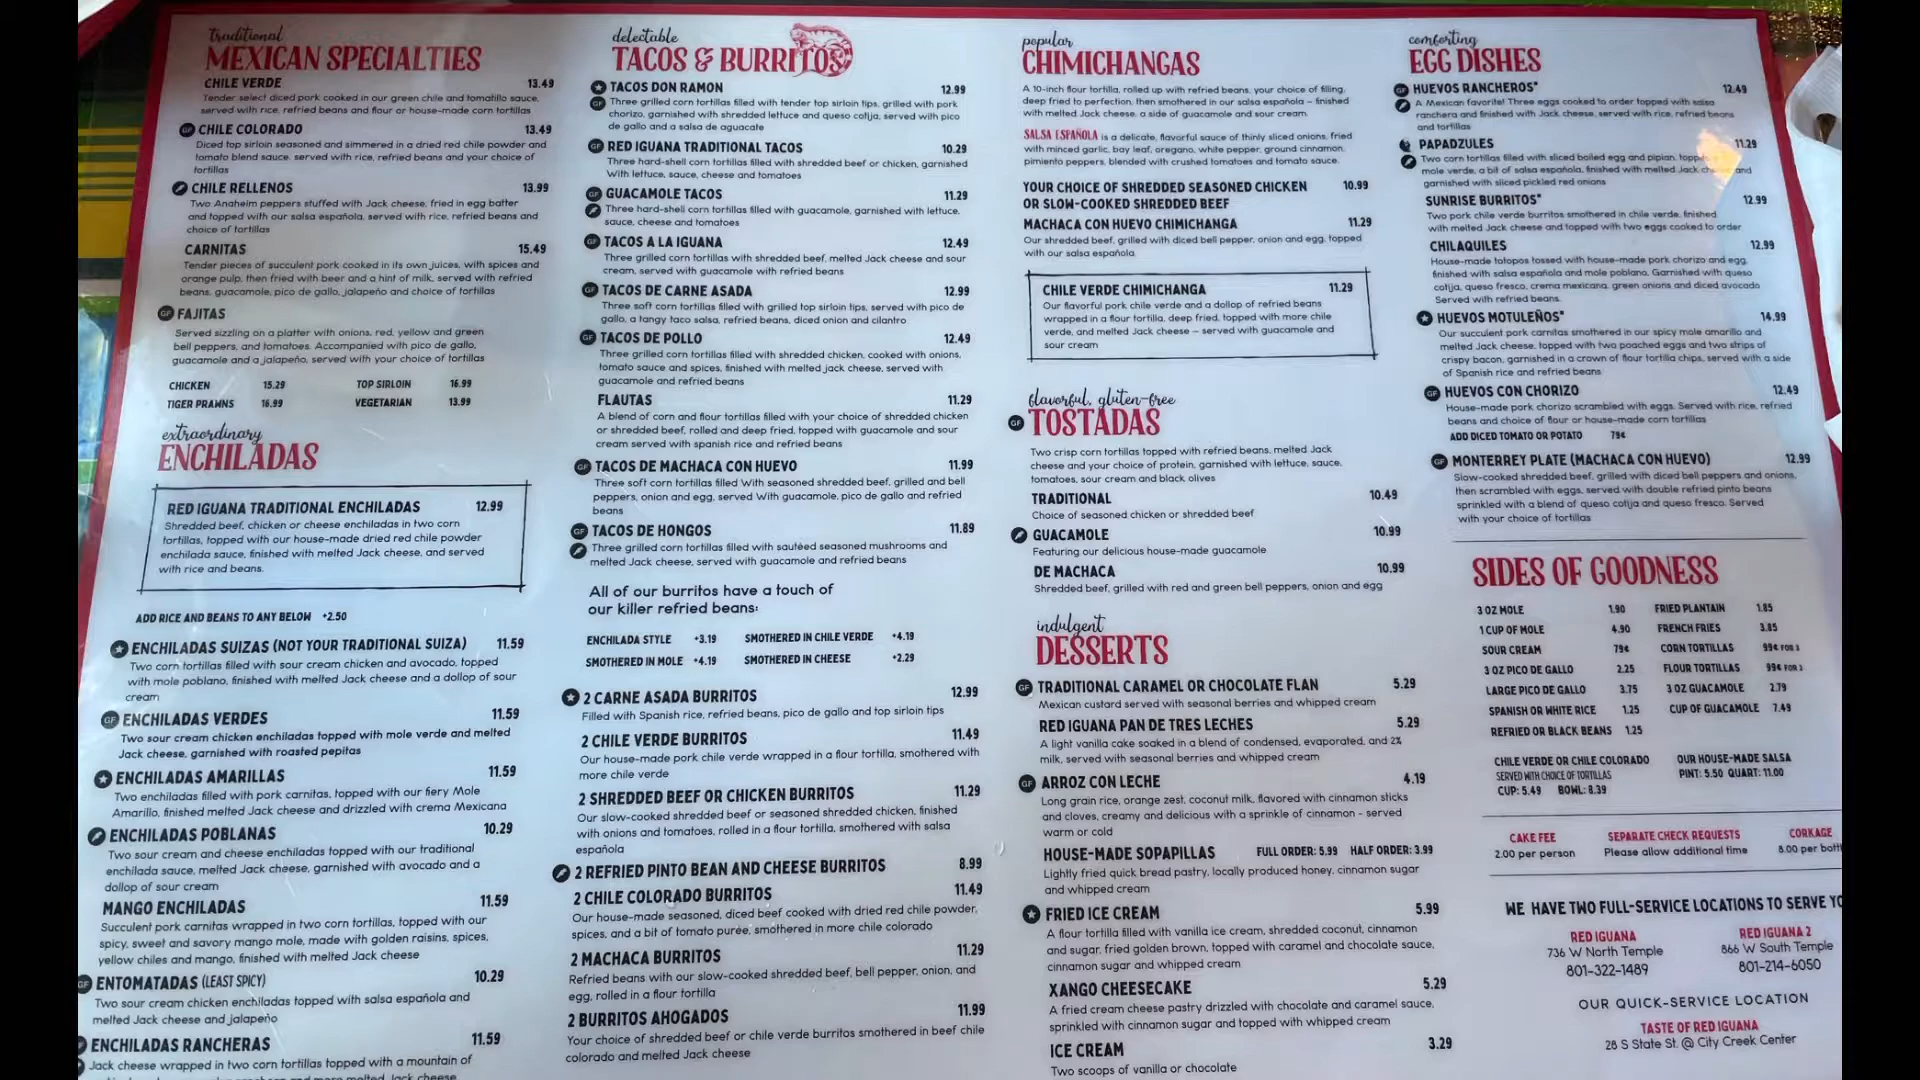 traditional
MEXICAN SPECIALTIES
CHILE VERDE 13.49
Tender select diced pork cooked in our green chile and tomatillo sauce,
served with rice, refried beans and flour or house-made corn tortillas
GF CHILE COLORADO 13.49
Diced top sirloin seasoned and simmered in a dried red chile powder and
tomato blend sauce, served with rice, refried beans and your choice of
tortillas
CHILE RELLENOS 13.99
Two Anaheim peppers stuffed with Jack cheese, fried in egg batter
and topped with our salsa española, served with rice, refried beans and
choice of tortillas
CARNITAS 15.49
Tender pieces of succulent pork cooked in its own juices, with spices and
orange pulp, then fried with beer and a hint of milk, served with refried
beans, guacamole, pico de gallo, jalapeño and choice of tortillas
GF FAJITAS
Served sizzling on a platter with onions, red, yellow and green
bell peppers, and tomatoes. Accompanied with pico de gallo,
guacamole and a jalapeño, served with your choice of tortillas
CHICKEN 15.29 TOP SIRLOIN 16.99
TIGER PRAWNS 16.99 VEGETARIAN 13.99
extraordinary
ENCHILADAS
RED IGUANA TRADITIONAL ENCHILADAS 12.99
Shredded beef, chicken or cheese enchiladas in two corn
tortillas, topped with our house-made dried red chile powder
enchilada sauce, finished with melted Jack cheese, and served
with rice and beans.
ADD RICE AND BEANS TO ANY BELOW +2.50
ENCHILADAS SUIZAS (NOT YOUR TRADITIONAL SUIZA) 11.59
Two corn tortillas filled with sour cream chicken and avocado, topped
with mole poblano, finished with melted Jack cheese and a dollop of sour
cream
GF ENCHILADAS VERDES 11.59
Two sour cream chicken enchiladas topped with mole verde and melted
Jack cheese, garnished with roasted pepitas
ENCHILADAS AMARILLAS 11.59
Two enchiladas filled with pork carnitas, topped with our fiery Mole
Amarillo, finished melted Jack cheese and drizzled with crema Mexicana
ENCHILADAS POBLANAS 10.29
Two sour cream and cheese enchiladas topped with our traditional
enchilada sauce, melted Jack cheese, garnished with avocado and a
dollop of sour cream
MANGO ENCHILADAS 11.59
Succulent pork carnitas wrapped in two corn tortillas, topped with our
spicy, sweet and savory mango mole, made with golden raisins, spices,
yellow chiles and mango, finished with melted Jack cheese
GF ENTOMATADAS (LEAST SPICY) 10.29
Two sour cream chicken enchiladas topped with salsa española and
melted Jack cheese and jalapeño
ENCHILADAS RANCHERAS 11.59
Jack cheese wrapped in two corn tortillas topped with a mountain of
melted Jack cheese
delectable
TACOS & BURRITOS
TACOS DON RAMON 12.99
GF Three grilled corn tortillas filled with tender top sirloin tips, grilled with pork
chorizo, garnished with shredded lettuce and queso cotija, served with pico
de gallo and a salsa de aguacate
GF RED IGUANA TRADITIONAL TACOS 10.29
Three hard-shell corn tortillas filled with shredded beef or chicken, garnished
With lettuce, sauce, cheese and tomatoes
GF GUACAMOLE TACOS 11.29
Three hard-shell corn tortillas filled with guacamole, garnished with lettuce,
sauce, cheese and tomatoes
GF TACOS A LA IGUANA 12.49
Three grilled corn tortillas with shredded beef, melted Jack cheese and sour
cream, served with guacamole with refried beans
GF TACOS DE CARNE ASADA 12.99
Three soft corn tortillas filled with grilled top sirloin tips, served with pico de
gallo, a tangy taco salsa, refried beans, diced onion and cilantro
GF TACOS DE POLLO 12.49
Three grilled corn tortillas filled with shredded chicken, cooked with onions,
tomato sauce and spices, finished with melted jack cheese, served with
guacamole and refried beans
FLAUTAS 11.29
A blend of corn and flour tortillas filled with your choice of shredded chicken
or shredded beef, rolled and deep fried, topped with guacamole and sour
cream served with spanish rice and refried beans
GF TACOS DE MACHACA CON HUEVO 11.99
Three soft corn tortillas filled With seasoned shredded beef, grilled and bell
peppers, onion and egg, served With guacamole, pico de gallo and refried
beans
GF TACOS DE HONGOS 11.89
Three grilled corn tortillas filled with sautéed seasoned mushrooms and
melted Jack cheese, served with guacamole and refried beans
All of our burritos have a touch of
our killer refried beans:
ENCHILADA STYLE +3.19 SMOTHERED IN CHILE VERDE +4.19
SMOTHERED IN MOLE +4.19 SMOTHERED IN CHEESE +2.29
2 CARNE ASADA BURRITOS 12.99
Filled with Spanish rice, refried beans, pico de gallo and top sirloin tips
2 CHILE VERDE BURRITOS 11.49
Our house-made pork chile verde wrapped in a flour tortilla, smothered with
more chile verde
2 SHREDDED BEEF OR CHICKEN BURRITOS 11.29
Our slow-cooked shredded beef or seasoned shredded chicken, finished
with onions and tomatoes, rolled in a flour tortilla, smothered with salsa
española
2 REFRIED PINTO BEAN AND CHEESE BURRITOS 8.99
2 CHILE COLORADO BURRITOS 11.49
Our house-made seasoned, diced beef cooked with dried red chile powder,
spices, and a bit of tomato purée, smothered in more chile colorado
2 MACHACA BURRITOS 11.29
Refried beans with our slow-cooked shredded beef, bell pepper, onion, and
egg, rolled in a flour tortilla
2 BURRITOS AHOGADOS 11.99
Your choice of shredded beef or chile verde burritos smothered in beef chile
colorado and melted Jack cheese
popular
CHIMICHANGAS
A 10-inch flour tortilla, rolled up with refried beans, your choice of filling,
deep fried to perfection, then smothered in our salsa española – finished
with melted Jack cheese, a side of guacamole and sour cream
SALSA ESPAÑOLA is a delicate, flavorful sauce of thinly sliced onions, fried
with minced garlic, bay leaf, oregano, white pepper, ground cinnamon,
pimiento peppers, blended with crushed tomatoes and tomato sauce.
YOUR CHOICE OF SHREDDED SEASONED CHICKEN 10.99
OR SLOW-COOKED SHREDDED BEEF
MACHACA CON HUEVO CHIMICHANGA 11.29
Our shredded beef, grilled with diced bell pepper, onion and egg, topped
with our salsa española
CHILE VERDE CHIMICHANGA 11.29
Our flavorful pork chile verde and a dollop of refried beans
wrapped in a flour tortilla, deep fried, topped with more chile
verde, and melted Jack cheese – served with guacamole and
sour cream
flavorful, gluten-free
GF TOSTADAS
Two crisp corn tortillas topped with refried beans, melted Jack
cheese and your choice of protein, garnished with lettuce, sauce,
tomatoes, sour cream and black olives
TRADITIONAL 10.49
Choice of seasoned chicken or shredded beef
GUACAMOLE 10.99
Featuring our delicious house-made guacamole
DE MACHACA 10.99
Shredded beef, grilled with red and green bell peppers, onion and egg
indulgent
DESSERTS
GF TRADITIONAL CARAMEL OR CHOCOLATE FLAN 5.29
Mexican custard served with seasonal berries and whipped cream
RED IGUANA PAN DE TRES LECHES 5.29
A light vanilla cake soaked in a blend of condensed, evaporated, and 2%
milk, served with seasonal berries and whipped cream
GF ARROZ CON LECHE 4.19
Long grain rice, orange zest, coconut milk, flavored with cinnamon sticks
and cloves, creamy and delicious with a sprinkle of cinnamon – served
warm or cold
HOUSE-MADE SOPAPILLAS FULL ORDER: 5.99 HALF ORDER: 3.99
Lightly fried quick bread pastry, locally produced honey, cinnamon sugar
and whipped cream
FRIED ICE CREAM 5.99
A flour tortilla filled with vanilla ice cream, shredded coconut, cinnamon
and sugar, fried golden brown, topped with caramel and chocolate sauce,
cinnamon sugar and whipped cream
XANGO CHEESECAKE 5.29
A fried cream cheese pastry drizzled with chocolate and caramel sauce,
sprinkled with cinnamon sugar and topped with whipped cream
ICE CREAM 3.29
Two scoops of vanilla or chocolate
comforting
EGG DISHES
GF HUEVOS RANCHEROS* 12.49
A Mexican favorite! Three eggs cooked to order topped with salsa
ranchera and finished with Jack cheese, served with rice, refried beans
and tortillas
PAPADZULES 11.29
Two corn tortillas filled with sliced boiled egg and pipian, topped
mole verde, a bit of salsa española, finished with melted Jack cheese and
garnished with sliced pickled red onions
SUNRISE BURRITOS* 12.99
Two pork chile verde burritos smothered in chile verde, finished
with melted Jack cheese and topped with two eggs cooked to order
CHILAQUILES 12.99
House-made totopos tossed with house-made pork chorizo and egg,
finished with salsa española and mole poblano. Garnished with queso
cotija, queso fresco, crema mexicana, green onions and diced avocado
Served with refried beans.
HUEVOS MOTULEÑOS* 14.99
Our succulent pork carnitas smothered in our spicy mole amarillo and
melted Jack cheese, topped with two poached eggs and two strips of
crispy bacon, garnished in a crown of flour tortilla chips, served with a side
of Spanish rice and refried beans
GF HUEVOS CON CHORIZO 12.49
House-made pork chorizo scrambled with eggs. Served with rice, refried
beans and choice of flour or house-made corn tortillas
ADD DICED TOMATO OR POTATO 79¢
GF MONTERREY PLATE (MACHACA CON HUEVO) 12.99
Slow-cooked shredded beef, grilled with diced bell peppers and onions,
then scrambled with eggs, served with double refried pinto beans
sprinkled with a blend of queso cotija and queso fresco. Served
with your choice of tortillas
SIDES OF GOODNESS
3 OZ MOLE 1.90 FRIED PLANTAIN 1.85
1 CUP OF MOLE 4.90 FRENCH FRIES 3.85
SOUR CREAM 79¢ CORN TORTILLAS 99¢ FOR 3
3 OZ PICO DE GALLO 2.25 FLOUR TORTILLAS 99¢ FOR 2
LARGE PICO DE GALLO 3.75 3 OZ GUACAMOLE 2.79
SPANISH OR WHITE RICE 1.25 CUP OF GUACAMOLE 7.49
REFRIED OR BLACK BEANS 1.25
CHILE VERDE OR CHILE COLORADO OUR HOUSE-MADE SALSA
SERVED WITH CHOICE OF TORTILLAS PINT: 5.50 QUART: 11.00
CUP: 5.49 BOWL: 8.39
CAKE FEE SEPARATE CHECK REQUESTS CORKAGE
2.00 per person Please allow additional time 8.00 per bott
WE HAVE TWO FULL-SERVICE LOCATIONS TO SERVE YO
RED IGUANA RED IGUANA 2
736 W North Temple 866 W South Temple
801-322-1489 801-214-6050
OUR QUICK-SERVICE LOCATION
TASTE OF RED IGUANA
28 S State St. @ City Creek Center